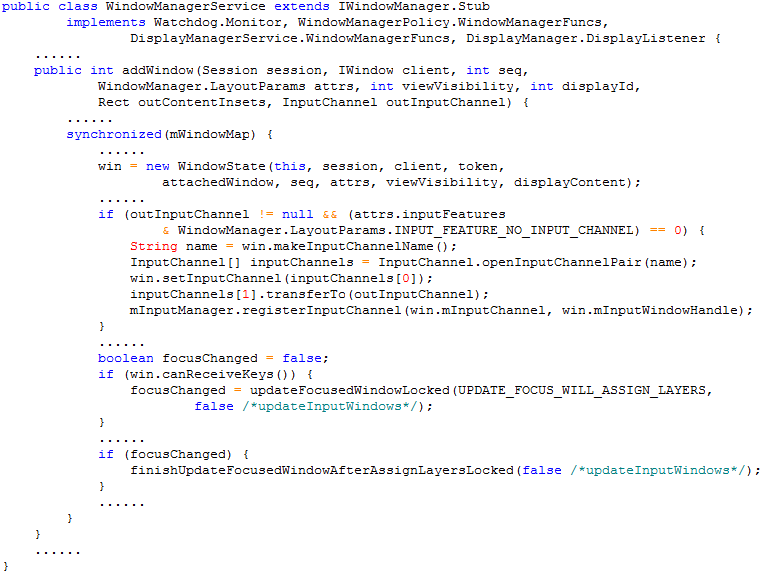 public class WindowManagerService extends IWindowManager.Stub
        implements Watchdog.Monitor, WindowManagerPolicy.WindowManagerFuncs,
                DisplayManagerService.WindowManagerFuncs, DisplayManager.DisplayListener {
    ......
    public int addWindow(Session session, IWindow client, int seq,
            WindowManager.LayoutParams attrs, int viewVisibility, int displayId,
            Rect outContentInsets, InputChannel outInputChannel) {
        ......
        synchronized(mWindowMap) {
            ......
            win = new WindowState(this, session, client, token,
                    attachedWindow, seq, attrs, viewVisibility, displayContent);
            ......
            if (outInputChannel != null && (attrs.inputFeatures
                    & WindowManager.LayoutParams.INPUT_FEATURE_NO_INPUT_CHANNEL) == 0) {
                String name = win.makeInputChannelName();
                InputChannel[] inputChannels = InputChannel.openInputChannelPair(name);
                win.setInputChannel(inputChannels[0]);
                inputChannels[1].transferTo(outInputChannel);
                mInputManager.registerInputChannel(win.mInputChannel, win.mInputWindowHandle);
            }
            ......
            boolean focusChanged = false;
            if (win.canReceiveKeys()) {
                focusChanged = updateFocusedWindowLocked(UPDATE_FOCUS_WILL_ASSIGN_LAYERS,
                        false /*updateInputWindows*/);
            }
            ......
            if (focusChanged) {
                finishUpdateFocusedWindowAfterAssignLayersLocked(false /*updateInputWindows*/);
            }
            ......
        }
    }
    ......
}